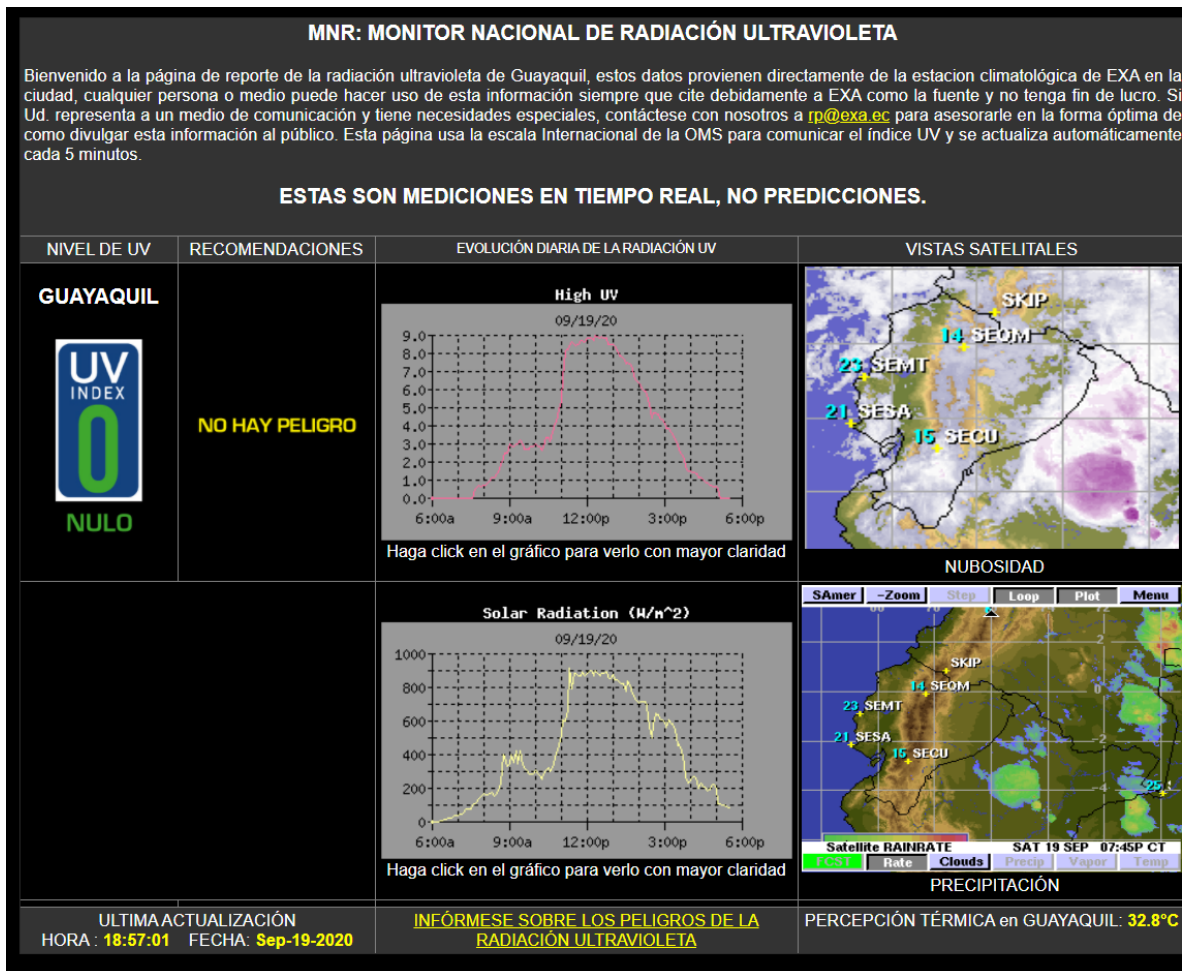 MNR: MONITOR NACIONAL DE RADIACIÓN ULTRAVIOLETA
Bienvenido a la página de reporte de la radiación ultravioleta de Guayaquil, estos datos provienen directamente de la estacion climatológica de EXA en la
ciudad, cualquier persona o medio puede hacer uso de esta información siempre que cite debidamente a EXA como la fuente y no tenga fin de lucro. Si
Ud. representa a un medio de comunicación y tiene necesidades especiales, contáctese con nosotros a rp@exa.ec para asesorarle en la forma óptima de
como divulgar esta información al público. Esta página usa la escala Internacional de la OMS para comunicar el índice UV y se actualiza automáticamente
cada 5 minutos.
ESTAS SON MEDICIONES EN TIEMPO REAL, NO PREDICCIONES.
NIVEL DE UV RECOMENDACIONES EVOLUCIÓN DIARIA DE LA RADIACIÓN UV VISTAS SATELITALES
GUAYAQUIL
UV
INDEX
0
NULO
NO HAY PELIGRO
High UV
09/19/20
9.0
7.0
5.0
4.0
3.0
2.0
1.0
0.0
6:00a 9:00a 12:00p 3:00p 6:00p
Haga click en el gráfico para verlo con mayor claridad
SKIP
14 SEQM
23 SEMT
21 SESA
15 SECU
NUBOSIDAD
Solar Radiation (W/m^2)
09/19/20
1000
800
600
400
200
0
6:00a 9:00a 12:00p 3:00p 6:00p
Haga click en el gráfico para verlo con mayor claridad
SAmer -Zoom Step Loop Plot Menu
2
SKIP
14 SEQM
0
23 SEMT
21 SESA
-2
15 SECU
-4
25
Satellite RAINRATE SAT 19 SEP 07:45P CT
FCST Rate Clouds Precip Vapor Temp
PRECIPITACIÓN
ULTIMA ACTUALIZACIÓN
HORA : 18:57:01 FECHA: Sep-19-2020
INFÓRMESE SOBRE LOS PELIGROS DE LA
RADIACIÓN ULTRAVIOLETA
PERCEPCIÓN TÉRMICA en GUAYAQUIL: 32.8°C